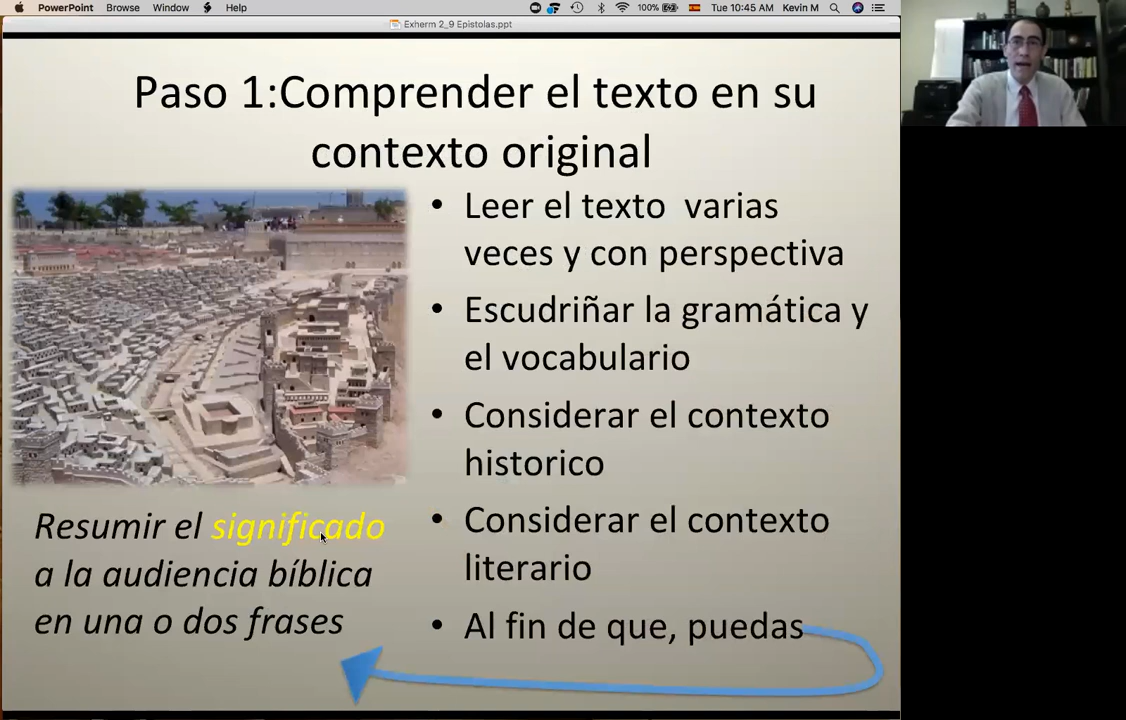 PowerPoint Browse Window Help 100% Tue 10:45 AM Kevin M
Exherm 2_9 Epistolas.ppt
Paso 1:Comprender el texto en su
contexto original
Leer el texto varias
veces y con perspectiva
Escudriñar la gramática y
el vocabulario
Considerar el contexto
historico
Considerar el contexto
literario
Al fin de que, puedas
Resumir el significado
a la audiencia bíblica
en una o dos frases